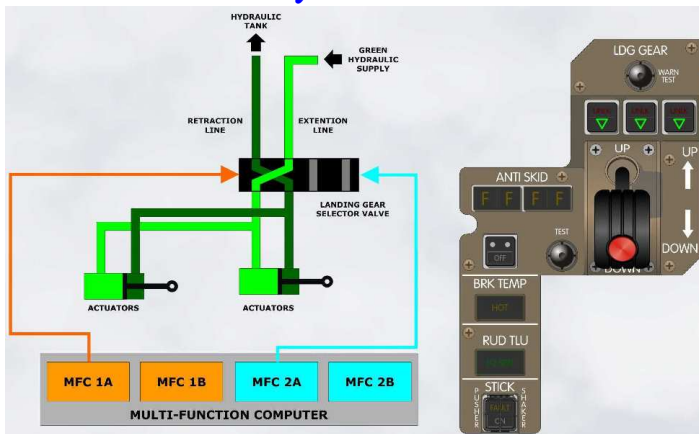 HYDRAULIC
TANK
GREEN
HYDRAULIC
SUPPLY
RETRACTION
LINE
EXTENTION
LINE
LANDING GEAR
SELECTOR VALVE
ACTUATORS
ACTUATORS
MFC 1A
MFC 1B
MFC 2A
MFC 2B
MULTI-FUNCTION COMPUTER
LDG GEAR
WARN
TEST
UP
UP
DOWN
DOWN
ANTI SKID
F F F F
TEST
OFF
BRK TEMP
HOT
RUD TLU
STICK
PUSHER
SHAKER
FAULT
ON